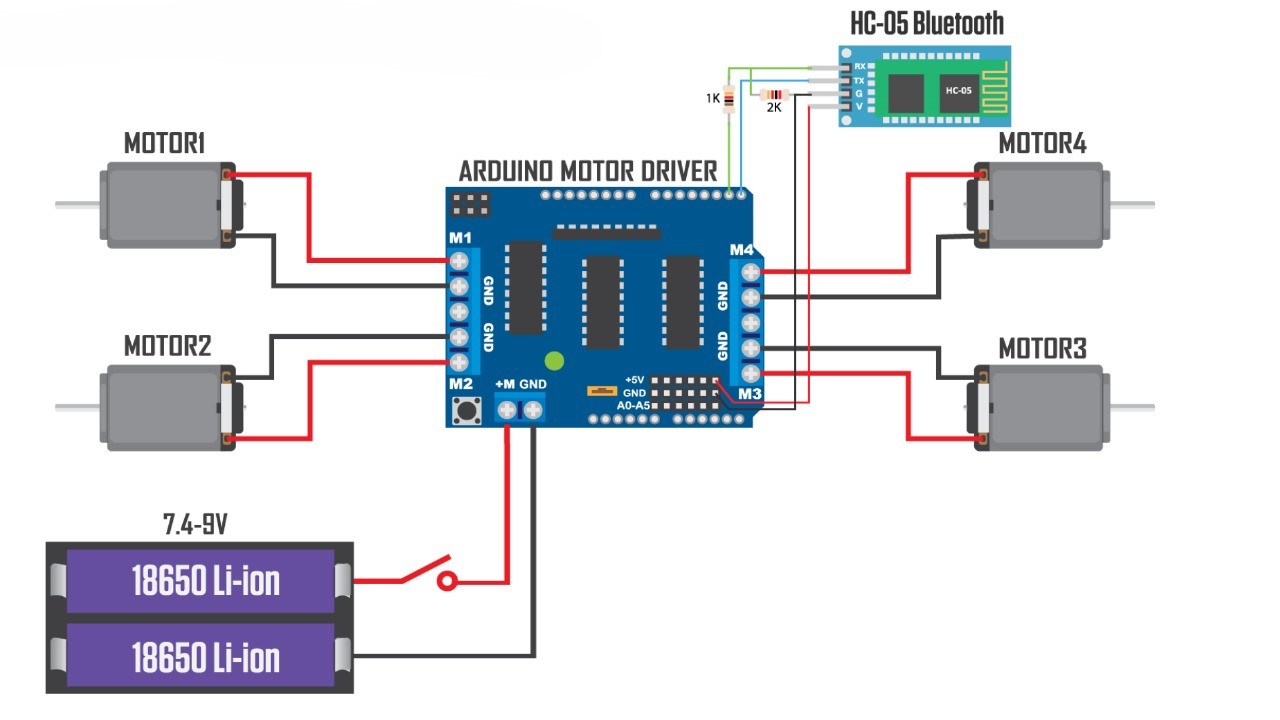 HC-05 Bluetooth
RX
TX
G
V
HC-05
1K
2K
MOTOR1
MOTOR4
ARDUINO MOTOR DRIVER
M1
GND
GND
M2
M4
GND
GND
M3
MOTOR2
MOTOR3
+M GND
+5V
GND
A0-A5
7.4-9V
18650 Li-ion
18650 Li-ion